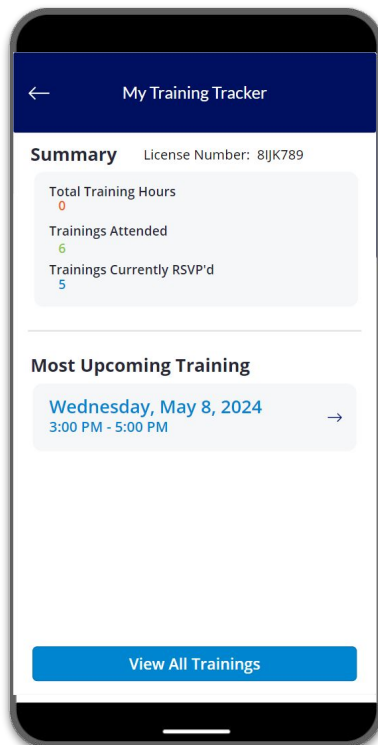 My Training Tracker
Summary License Number: 8IJK789
Total Training Hours
0
Trainings Attended
6
Trainings Currently RSVP'd
5
Most Upcoming Training
Wednesday, May 8, 2024
3:00 PM - 5:00 PM
View All Trainings